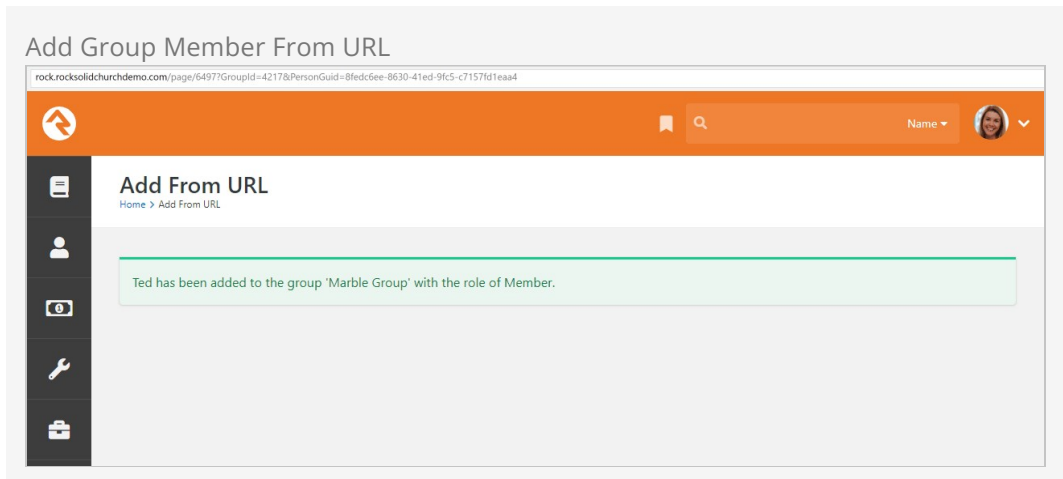 Add Group Member From URL
rock.rocksolidchurchdemo.com/page/6497?GroupId=4217&PersonGuid=8fedc6ee-8630-41ed-9fc5-c7157fd1eaa4
Name
Add From URL
Home > Add From URL
Ted has been added to the group 'Marble Group' with the role of Member.